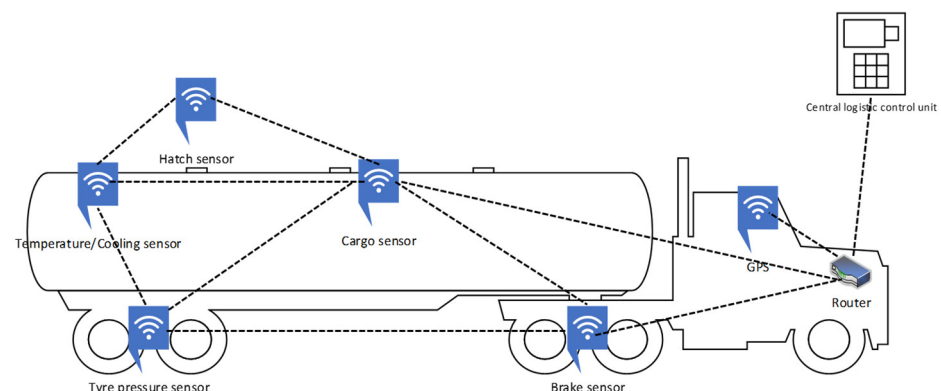 Central logistic control unit
Hatch sensor
Temperature/Cooling sensor
Cargo sensor
GPS
Router
Tyre pressure sensor
Brake sensor